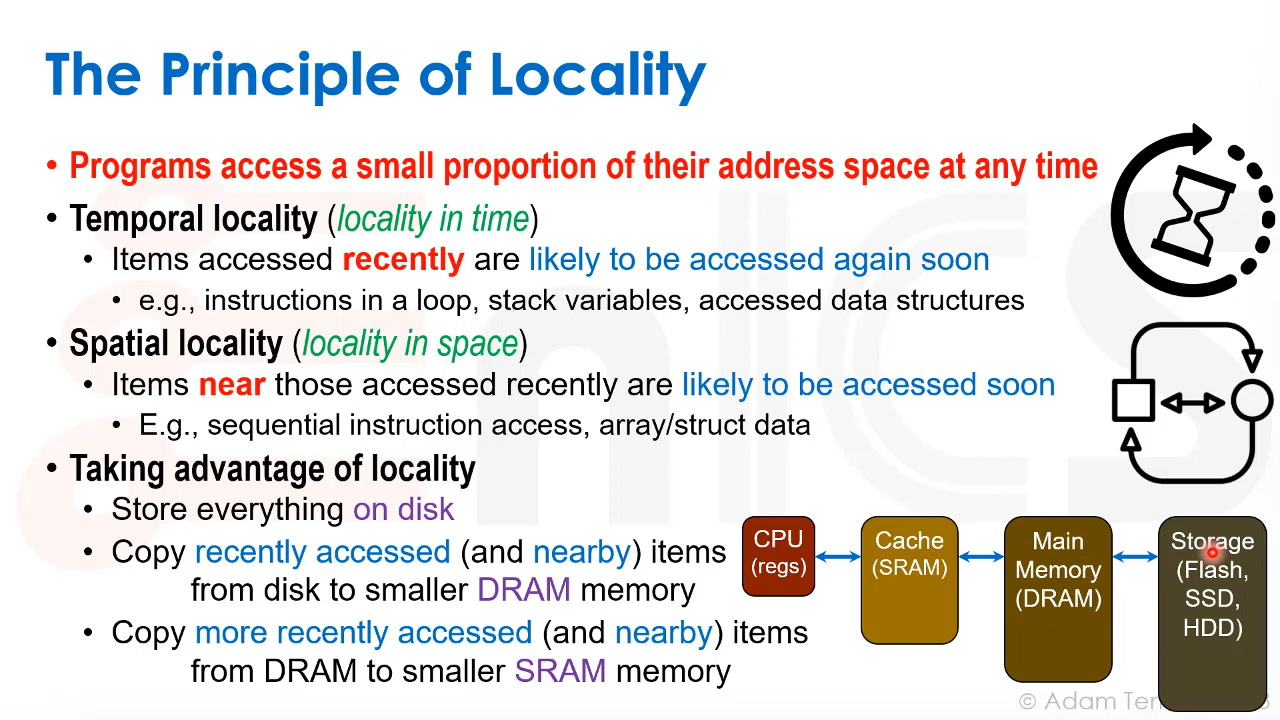 The Principle of Locality
• Programs access a small proportion of their address space at any time
• Temporal locality (locality in time)
• Items accessed recently are likely to be accessed again soon
• e.g., instructions in a loop, stack variables, accessed data structures
• Spatial locality (locality in space)
• Items near those accessed recently are likely to be accessed soon
• E.g., sequential instruction access, array/struct data
• Taking advantage of locality
• Store everything on disk
• Copy recently accessed (and nearby) items
from disk to smaller DRAM memory
• Copy more recently accessed (and nearby) items
from DRAM to smaller SRAM memory
CPU
(regs)
Cache
(SRAM)
Main
Memory
(DRAM)
Storage
(Flash,
SSD,
HDD)
© Adam